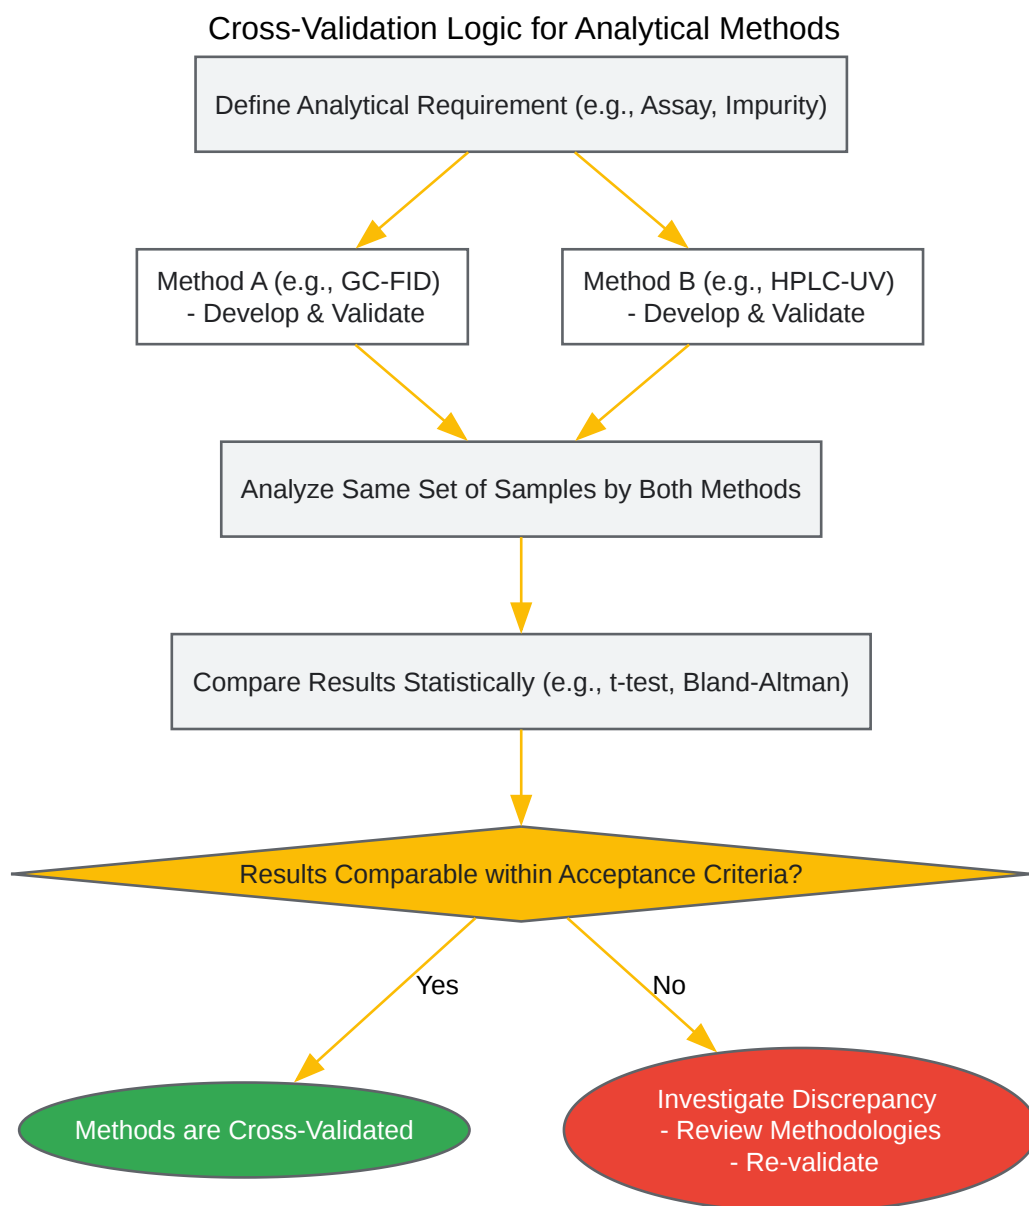 Cross-Validation Logic for Analytical Methods
Define Analytical Requirement (e.g., Assay, Impurity)
Method A (e.g., GC-FID)
- Develop & Validate
Method B (e.g., HPLC-UV)
- Develop & Validate
Analyze Same Set of Samples by Both Methods
Compare Results Statistically (e.g., t-test, Bland-Altman)
Results Comparable within Acceptance Criteria?
Yes
No
Methods are Cross-Validated
Investigate Discrepancy
- Review Methodologies
- Re-validate